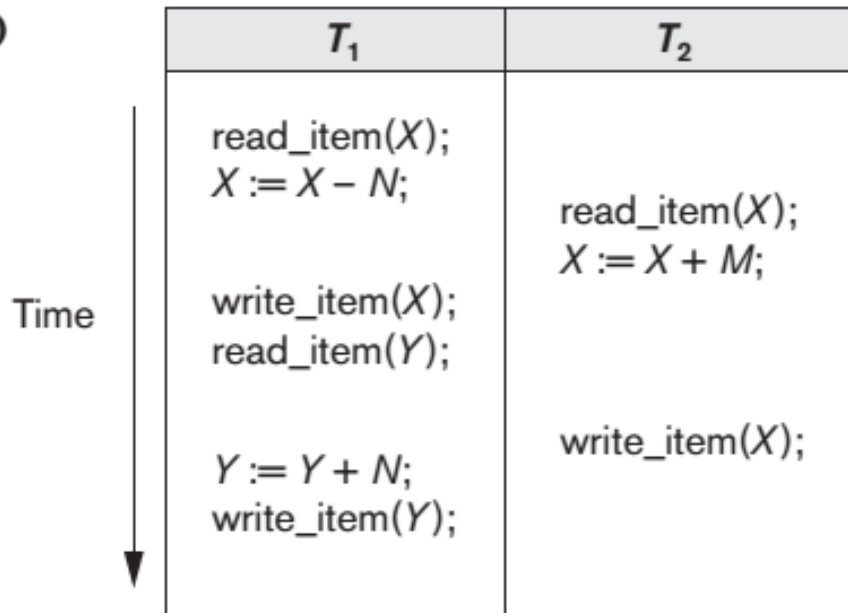 )
T₁ T₂
read_item(X);
X := X – N;
read_item(X);
X := X + M;
Time
write_item(X);
read_item(Y);
write_item(X);
Y := Y + N;
write_item(Y);